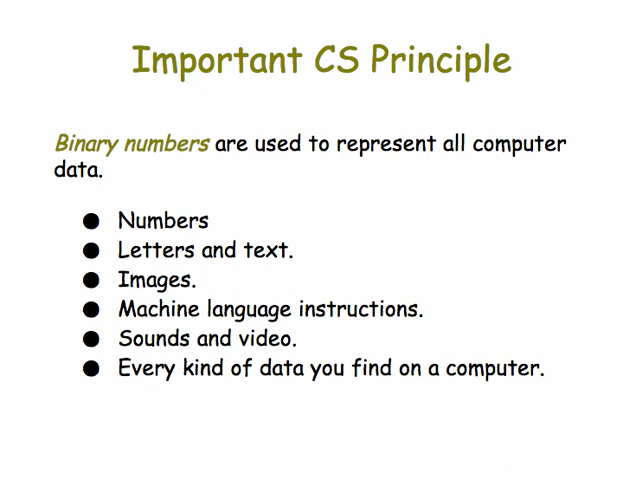 Important CS Principle
Binary numbers are used to represent all computer
data.
● Numbers
● Letters and text.
● Images.
● Machine language instructions.
● Sounds and video.
● Every kind of data you find on a computer.